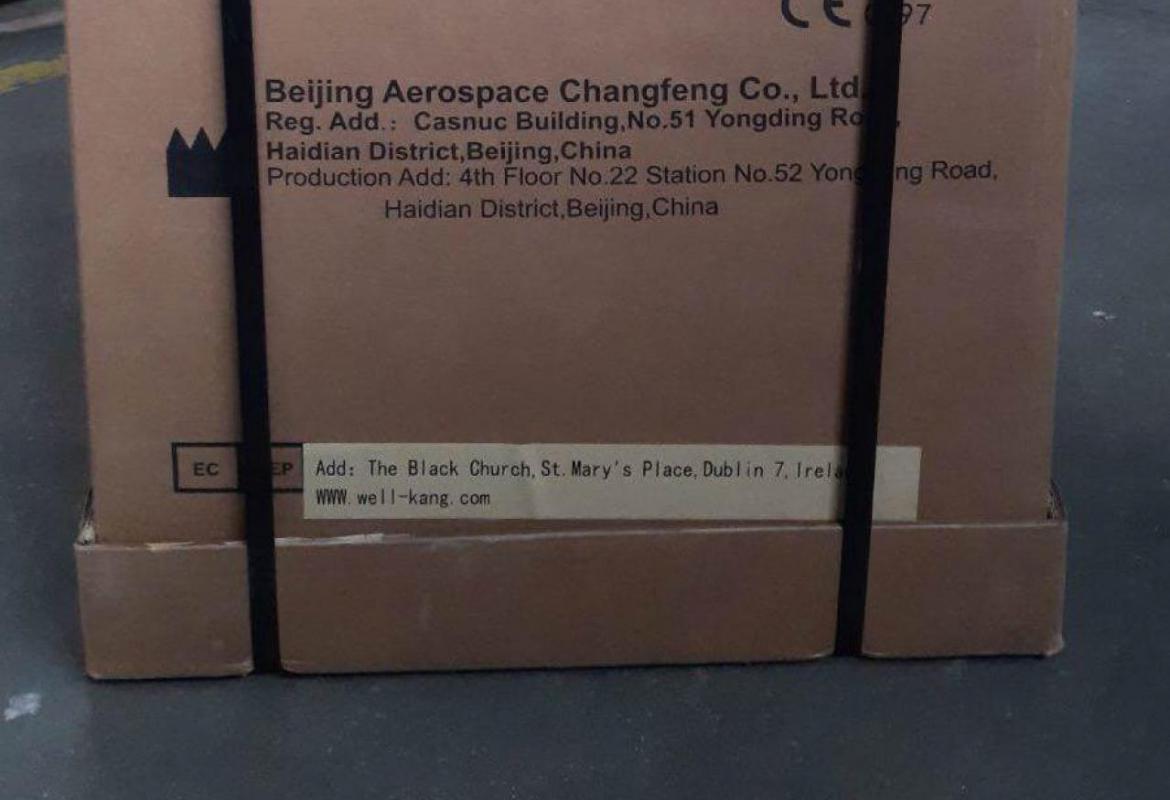 CE 97
Beijing Aerospace Changfeng Co., Ltd.
Reg. Add.: Casnuc Building,No.51 Yongding
Haidian District,Beijing,China
Production Add: 4th Floor No.22 Station No.52 Road,
Haidian District,Beijing,China
EC
Add: The Black Church,St.Mary's Place,Dublin 7,
WWW.well-kang.com